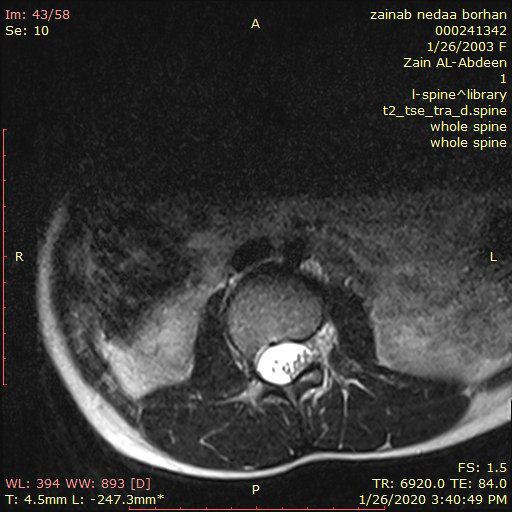 Im: 43/58
Se: 10
A
zainab nedaa borhan
000241342
1/26/2003 F
Zain AL-Abdeen
1
l-spine^library
t2_tse_tra_d.spine
whole spine
whole spine
R
L
WL: 394 WW: 893 [D]
T: 4.5mm L: -247.3mm*
P
FS: 1.5
TR: 6920.0 TE: 84.0
1/26/2020 3:40:49 PM